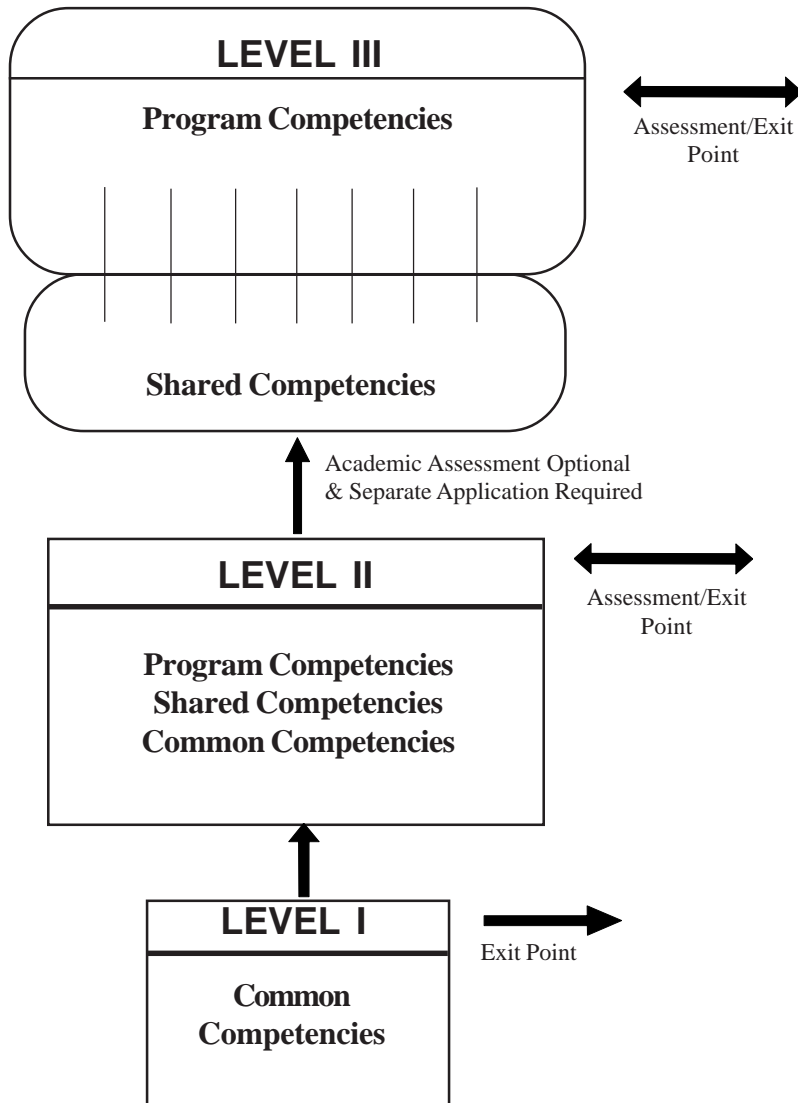 LEVEL III
Program Competencies
Assessment/Exit
Point
Shared Competencies
Academic Assessment Optional
& Separate Application Required
LEVEL II
Assessment/Exit
Point
Program Competencies
Shared Competencies
Common Competencies
LEVEL I
Exit Point
Common
Competencies